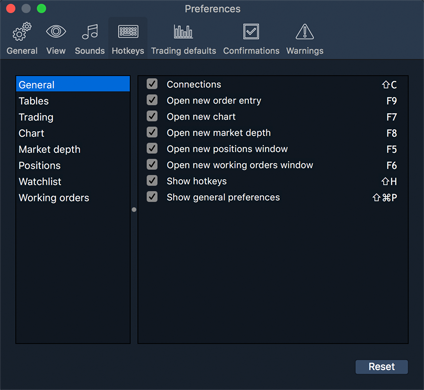 Preferences
General View Sounds Hotkeys Trading defaults Confirmations Warnings
General
Tables
Trading
Chart
Market depth
Positions
Watchlist
Working orders
Connections ⇧C
Open new order entry F9
Open new chart F7
Open new market depth F8
Open new positions window F5
Open new working orders window F6
Show hotkeys ⇧H
Show general preferences ⇧⌘P
Reset